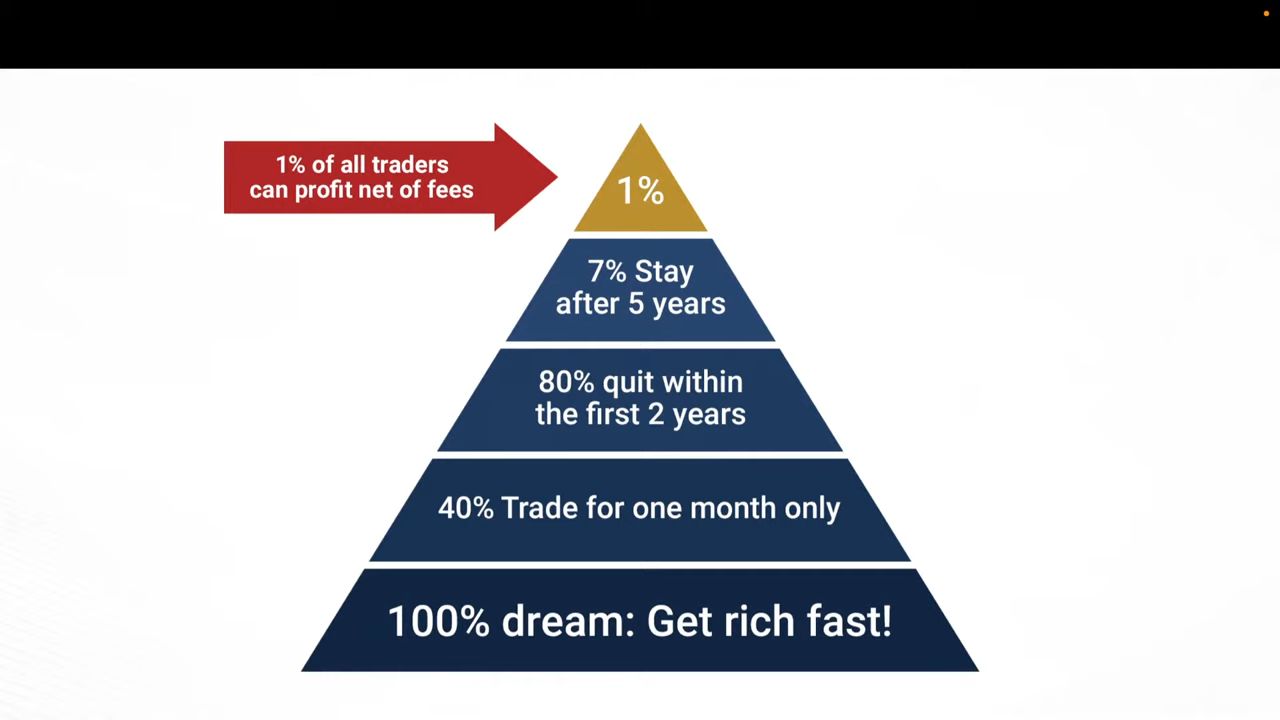 1% of all traders
can profit net of fees
1%
7% Stay
after 5 years
80% quit within
the first 2 years
40% Trade for one month only
100% dream: Get rich fast!